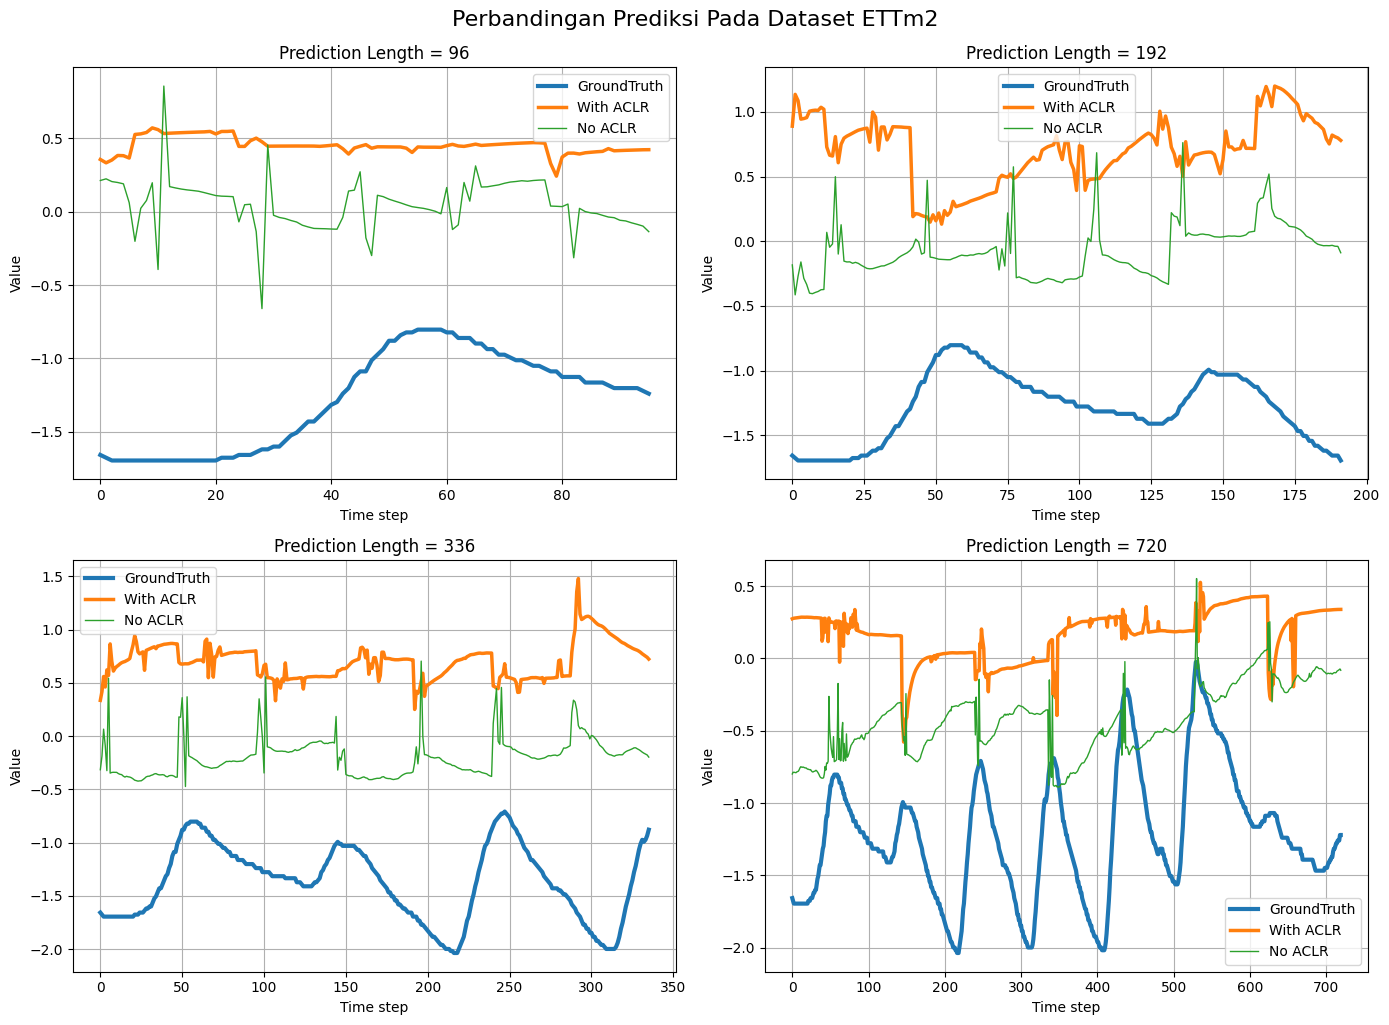 Perbandingan Prediksi Pada Dataset ETTm2
Prediction Length = 96
GroundTruth
With ACLR
No ACLR
Value
0.5
0.0
−0.5
−1.0
−1.5
0 20 40 60 80
Time step
Prediction Length = 192
GroundTruth
With ACLR
No ACLR
Value
1.0
0.5
0.0
−0.5
−1.0
−1.5
0 25 50 75 100 125 150 175 200
Time step
Prediction Length = 336
GroundTruth
With ACLR
No ACLR
Value
1.5
1.0
0.5
0.0
−0.5
−1.0
−1.5
−2.0
0 50 100 150 200 250 300 350
Time step
Prediction Length = 720
Value
0.5
0.0
−0.5
−1.0
−1.5
−2.0
GroundTruth
With ACLR
No ACLR
0 100 200 300 400 500 600 700
Time step